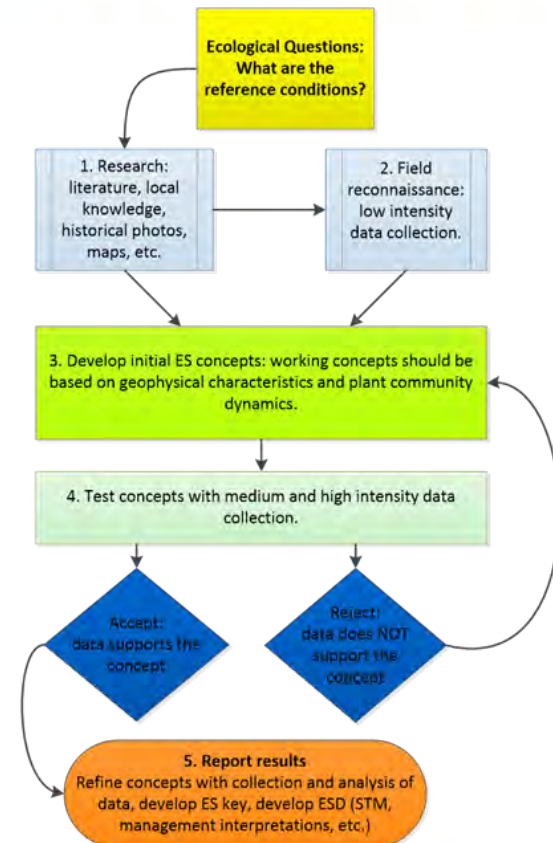 Ecological Questions:
What are the
reference conditions?
1. Research:
literature, local
knowledge,
historical photos,
maps, etc.
2. Field
reconnaissance:
low intensity
data collection.
3. Develop initial ES concepts: working concepts should be
based on geophysical characteristics and plant community
dynamics.
4. Test concepts with medium and high intensity data
collection.
Accept:
data supports the
concept
Reject:
data does NOT
support the
concept
5. Report results
Refine concepts with collection and analysis of
data, develop ES key, develop ESD (STM,
management interpretations, etc.)